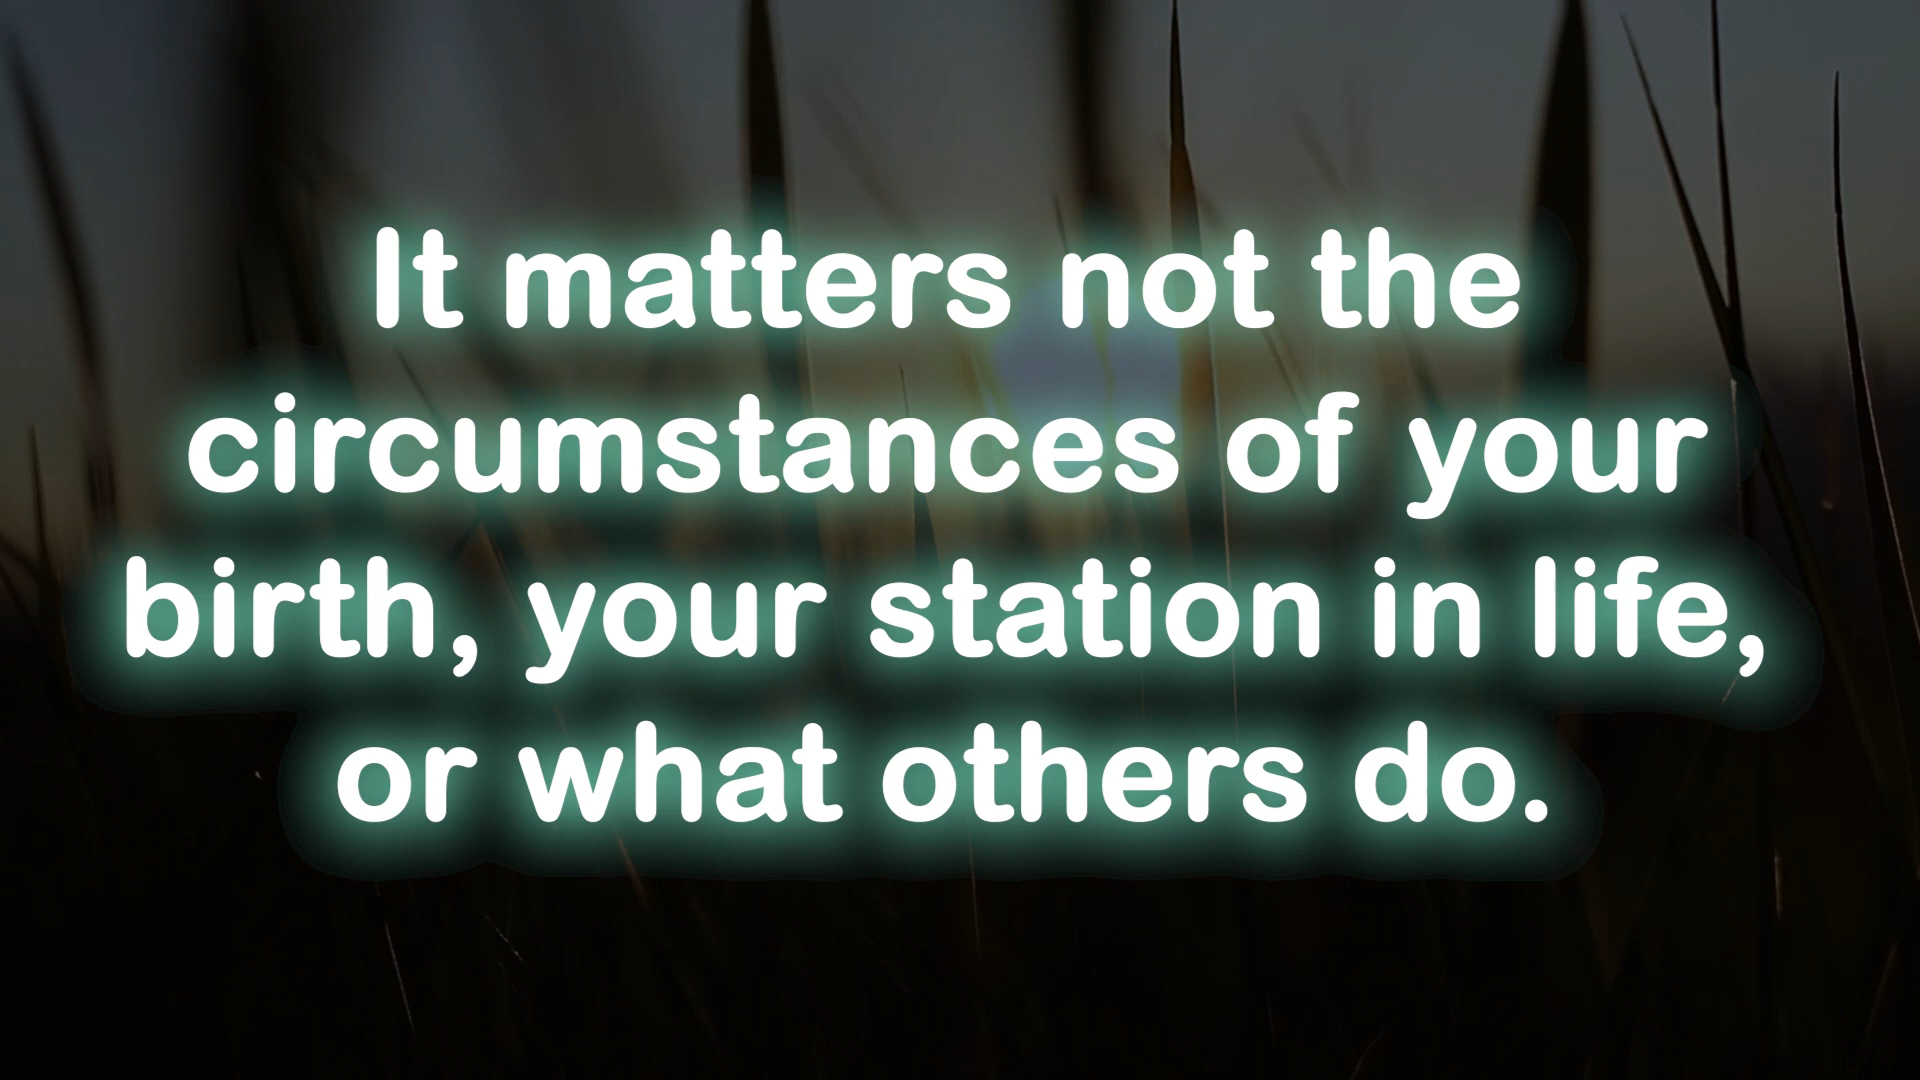 It matters not the
circumstances of your
birth, your station in life,
or what others do.